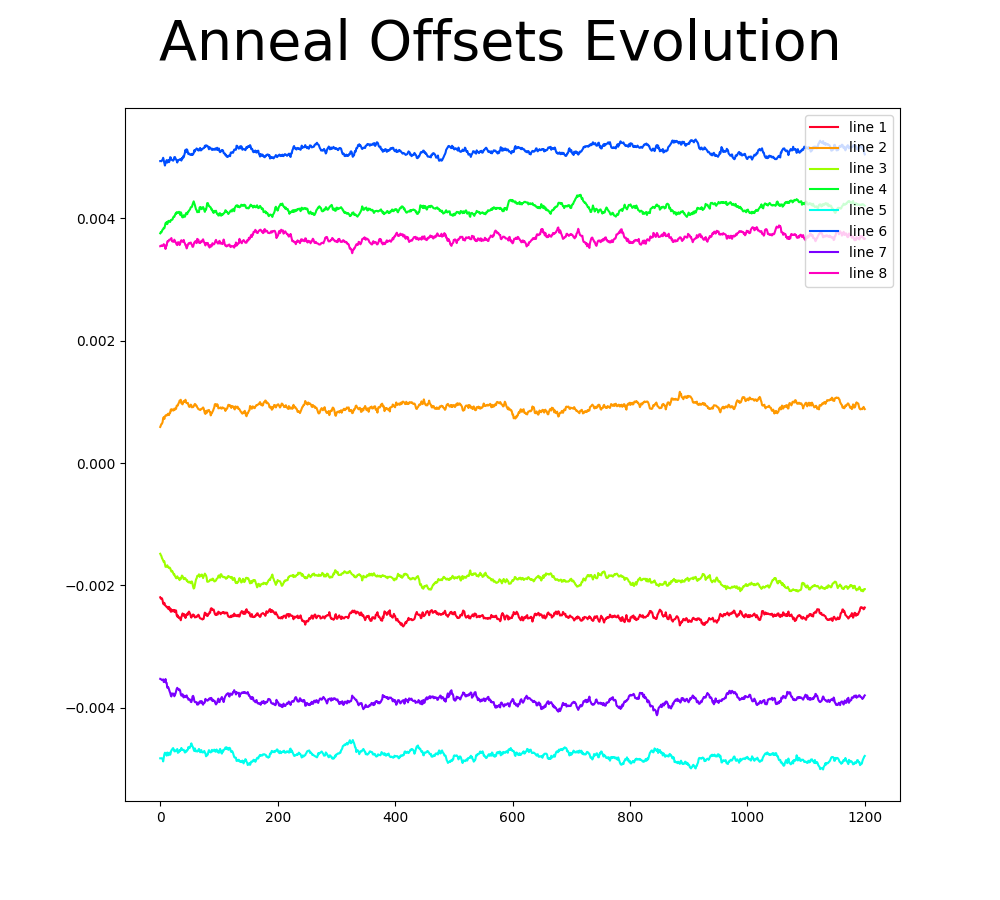 Anneal Offsets Evolution
line 1
line 2
line 3
line 4
line 5
line 6
line 7
line 8
0.004
0.002
0.000
−0.002
−0.004
0 200 400 600 800 1000 1200